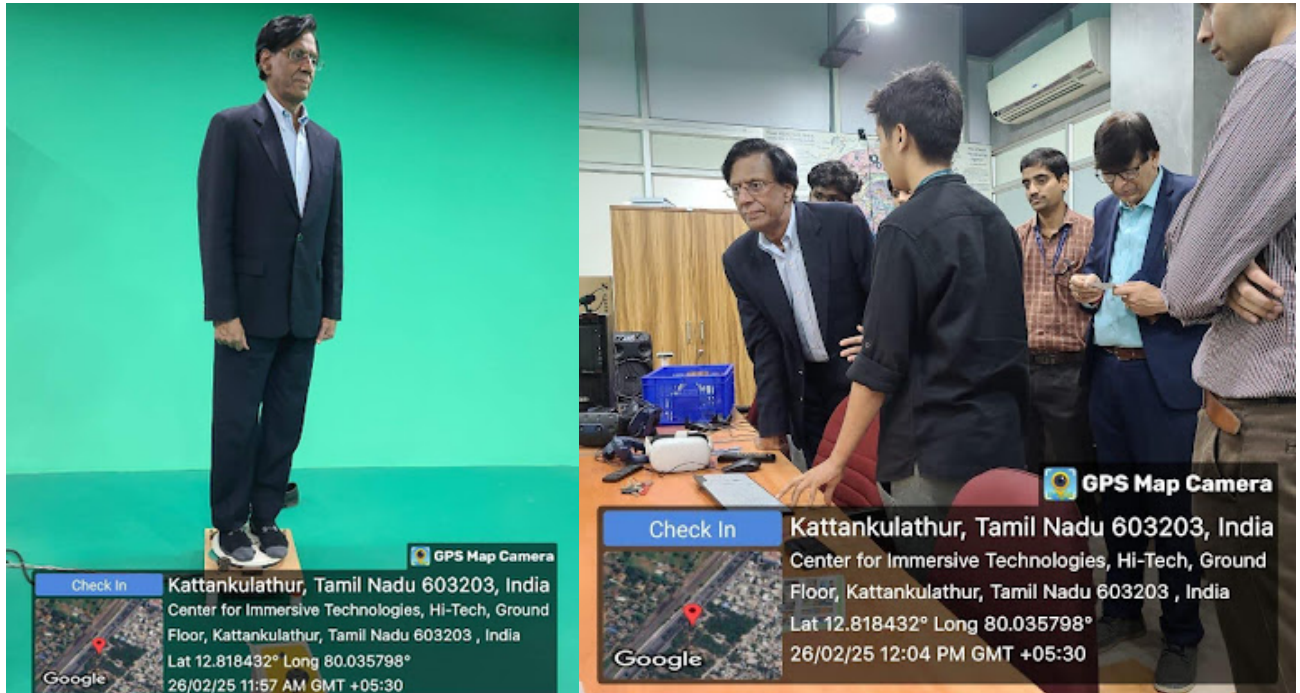 GPS Map Camera
Check In
Kattankulathur, Tamil Nadu 603203, India
Center for Immersive Technologies, Hi-Tech, Ground
Floor, Kattankulathur, Tamil Nadu 603203 , India
Lat 12.818432° Long 80.035798°
26/02/25 11:57 AM GMT +05:30
Google
GPS Map Camera
Check In
Kattankulathur, Tamil Nadu 603203, India
Center for Immersive Technologies, Hi-Tech, Ground
Floor, Kattankulathur, Tamil Nadu 603203 , India
Lat 12.818432° Long 80.035798°
26/02/25 12:04 PM GMT +05:30
Google